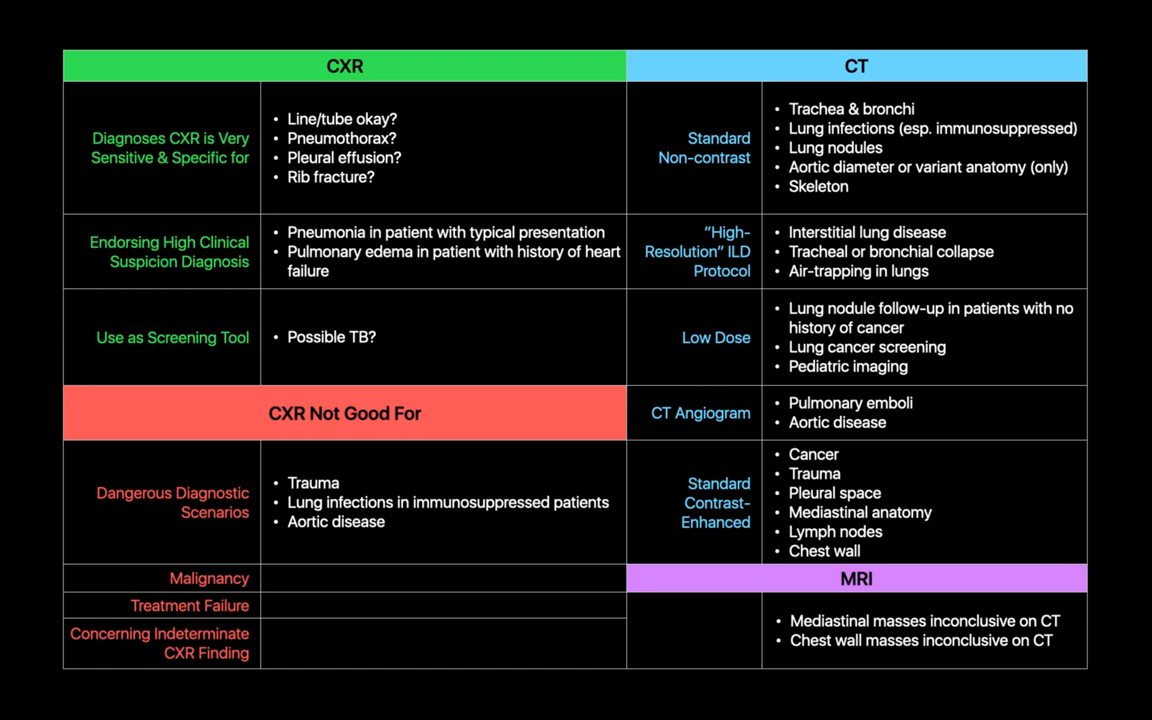 CXR
CT
Diagnoses CXR is Very
Sensitive & Specific for
• Line/tube okay?
• Pneumothorax?
• Pleural effusion?
• Rib fracture?
Standard
Non-contrast
• Trachea & bronchi
• Lung infections (esp. immunosuppressed)
• Lung nodules
• Aortic diameter or variant anatomy (only)
• Skeleton
Endorsing High Clinical
Suspicion Diagnosis
• Pneumonia in patient with typical presentation
• Pulmonary edema in patient with history of heart
failure
“High-
Resolution” ILD
Protocol
• Interstitial lung disease
• Tracheal or bronchial collapse
• Air-trapping in lungs
Use as Screening Tool
• Possible TB?
Low Dose
• Lung nodule follow-up in patients with no
history of cancer
• Lung cancer screening
• Pediatric imaging
CXR Not Good For
CT Angiogram
• Pulmonary emboli
• Aortic disease
Dangerous Diagnostic
Scenarios
• Trauma
• Lung infections in immunosuppressed patients
• Aortic disease
Standard
Contrast-
Enhanced
• Cancer
• Trauma
• Pleural space
• Mediastinal anatomy
• Lymph nodes
• Chest wall
Malignancy
MRI
Treatment Failure
Concerning Indeterminate
CXR Finding
• Mediastinal masses inconclusive on CT
• Chest wall masses inconclusive on CT